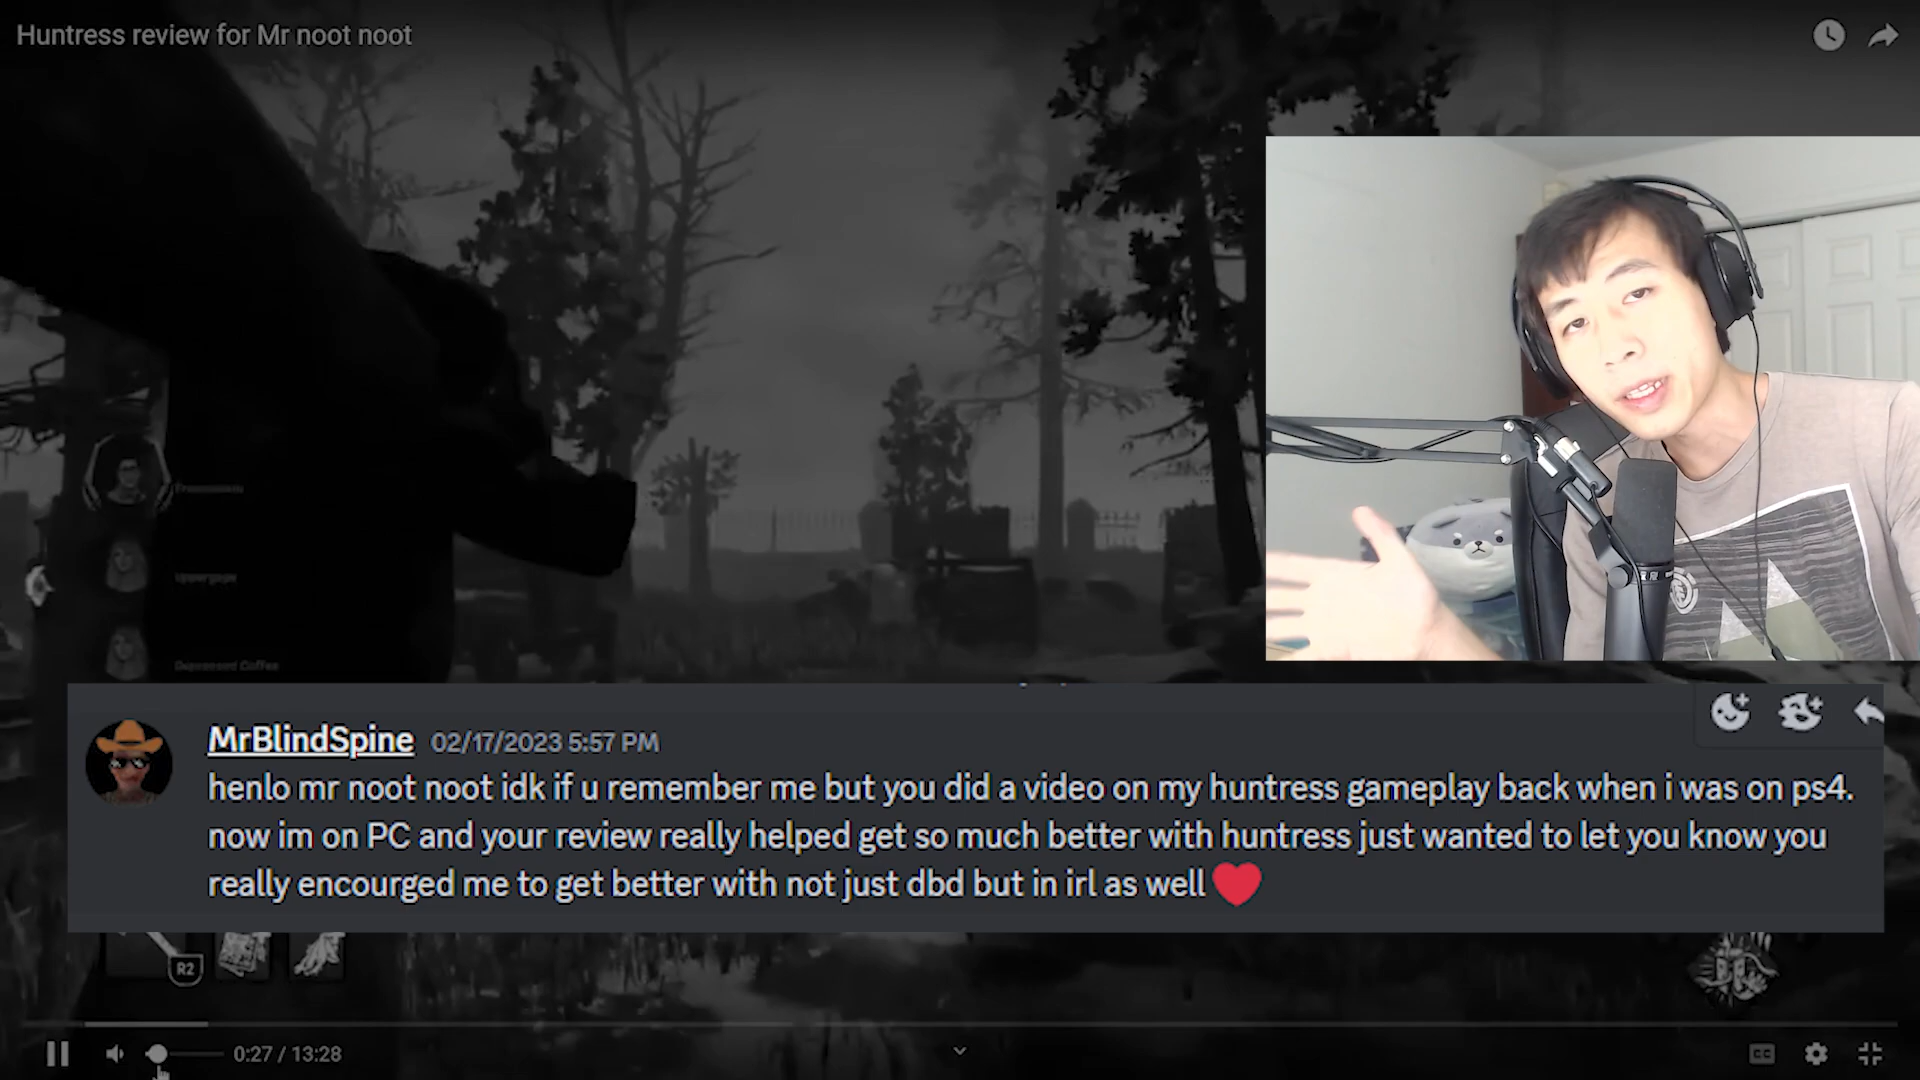 Huntress review for Mr noot noot
Depressed Coffee
MrBlindSpine 02/17/2023 5:57 PM
henlo mr noot noot idk if u remember me but you did a video on my huntress gameplay back when i was on ps4.
now im on PC and your review really helped get so much better with huntress just wanted to let you know you
really encourged me to get better with not just dbd but in irl as well
R2
0:27 / 13:28
CC